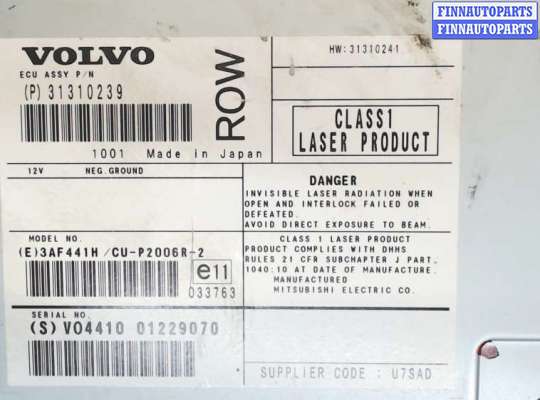 FINNAUTOPARTS
FINNAUTOPARTS
VOLVO
ECU ASSY P/N
(P) 31310239
1001 Made in Japan
ROW
HW:31310241
CLASS1
LASER PRODUCT
12V NEG.GROUND
DANGER
INVISIBLE LASER RADIATION WHEN
OPEN AND INTERLOCK FAILED OR
DEFEATED.
AVOID DIRECT EXPOSURE TO BEAM.
MODEL NO.
(E)3AF441H/CU-P2006R-2
e11
033763
CLASS 1 LASER PRODUCT
PRODUCT COMPLIES WITH DHHS
RULES 21 CFR SUBCHAPTER J PART.
1040:10 AT DATE OF MANUFACTURE.
MANUFACTURED
MITSUBISHI ELECTRIC CO.
SERIAL NO.
(S) VO4410 01229070
SUPPLIER CODE : U7SAD